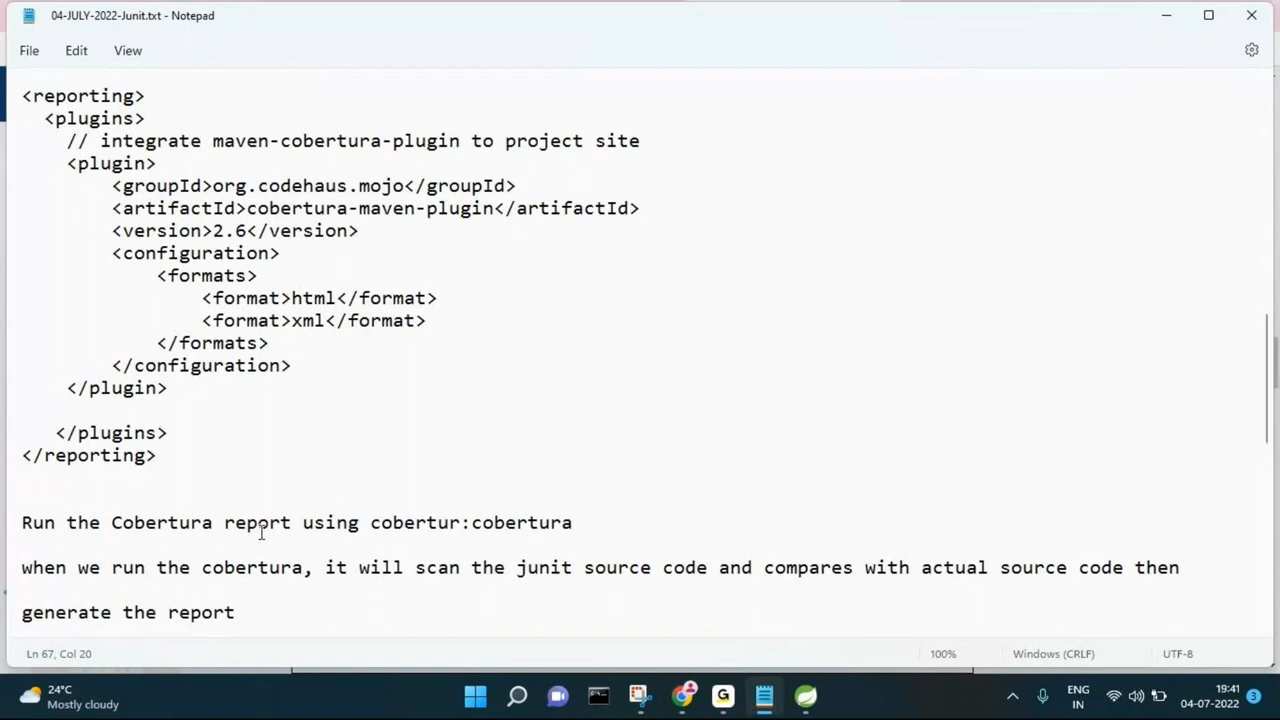 04-JULY-2022-Junit.txt - Notepad
File Edit View
<reporting>
  <plugins>
    // integrate maven-cobertura-plugin to project site
    <plugin>
        <groupId>org.codehaus.mojo</groupId>
        <artifactId>cobertura-maven-plugin</artifactId>
        <version>2.6</version>
        <configuration>
            <formats>
                <format>html</format>
                <format>xml</format>
            </formats>
        </configuration>
    </plugin>
   </plugins>
</reporting>
Run the Cobertura report using cobertur:cobertura
when we run the cobertura, it will scan the junit source code and compares with actual source code then
generate the report
Ln 67, Col 20 100% Windows (CRLF) UTF-8
24°C
Mostly cloudy
G
ENG
IN
19:41
04-07-2022
3